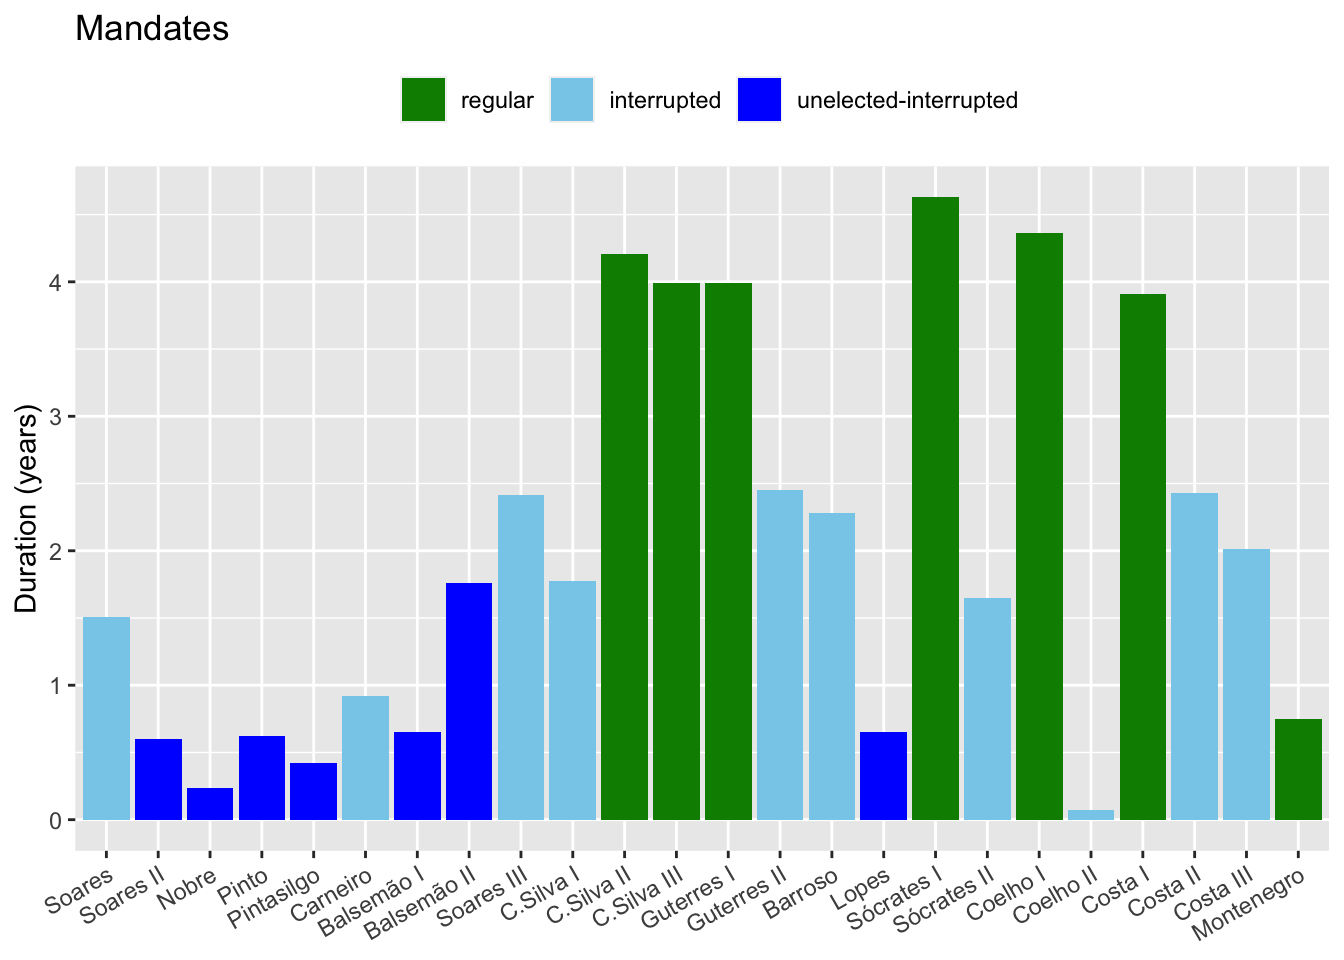 Mandates
regular interrupted unelected-interrupted
Duration (years)
4
3
2
1
0
Soares
Soares II
Nobre
Pinto
Pintasilgo
Carneiro
Balsemão I
Balsemão II
Soares III
C.Silva I
C.Silva II
C.Silva III
Guterres I
Guterres II
Barroso
Lopes
Sócrates I
Sócrates II
Coelho I
Coelho II
Costa I
Costa II
Costa III
Montenegro